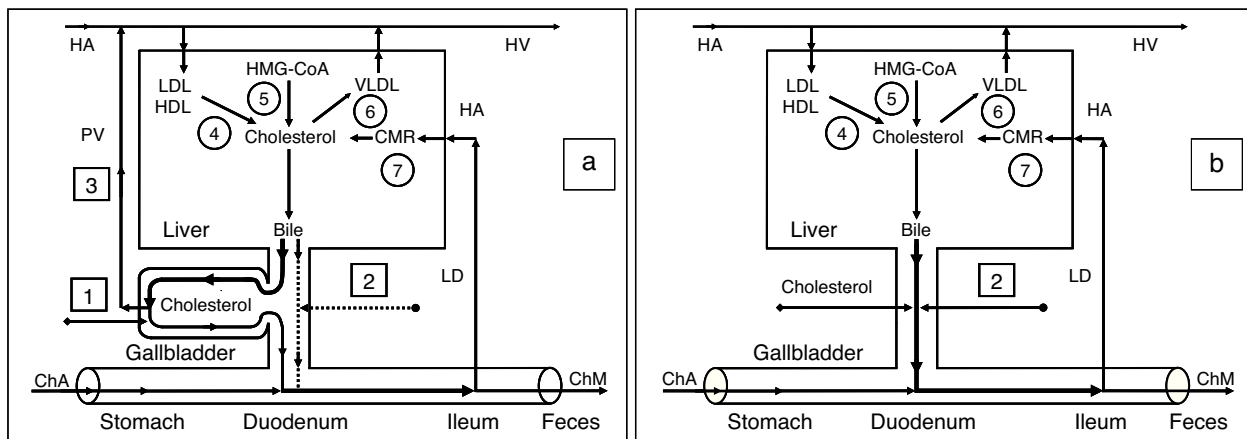 HA
HV
HMG-CoA
LDL
HDL
VLDL
5
6
HA
4
Cholesterol
CMR
PV
7
a
3
Liver
Bile
1
Cholesterol
2
LD
Gallbladder
ChA
ChM
Stomach
Duodenum
Ileum
Feces
HA
HV
HMG-CoA
LDL
HDL
VLDL
5
6
HA
4
Cholesterol
CMR
7
b
Liver
Bile
Cholesterol
2
LD
Gallbladder
ChA
ChM
Stomach
Duodenum
Ileum
Feces